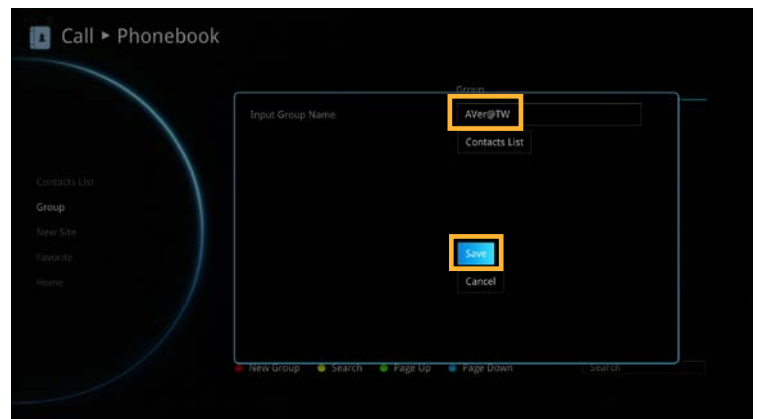 Call ► Phonebook
Group
Input Group Name
AVer@TW
Contacts List
Contacts List
Group
New Site
Favorite
Home
Save
Cancel
New Group Search Page Up Page Down Search